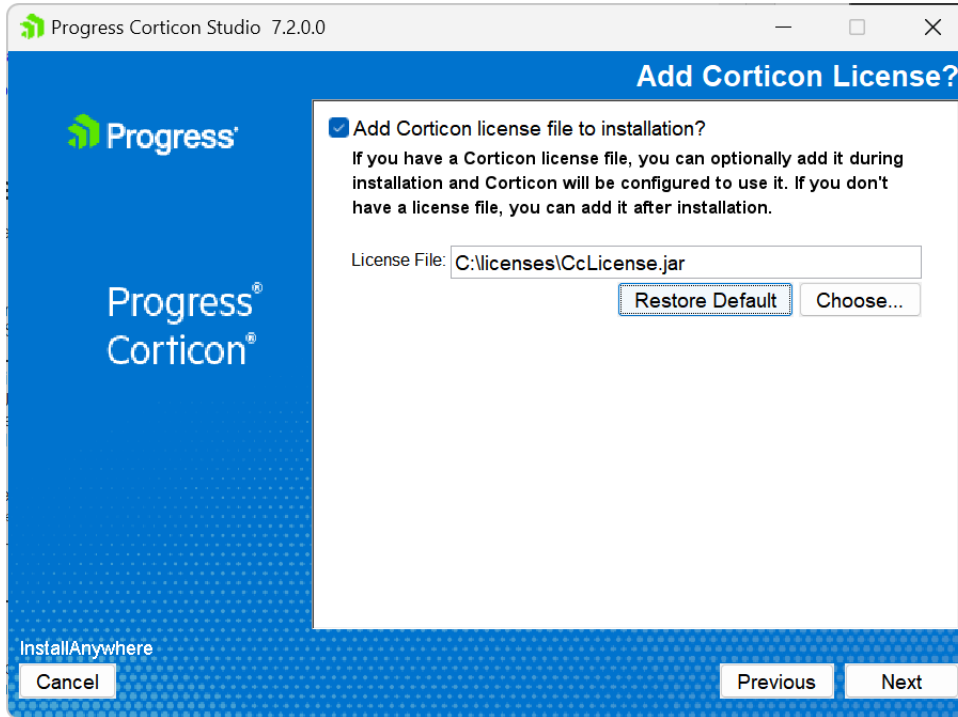 Progress Corticon Studio 7.2.0.0
Add Corticon License?
Progress®
Add Corticon license file to installation?
If you have a Corticon license file, you can optionally add it during
installation and Corticon will be configured to use it. If you don't
have a license file, you can add it after installation.
License File: C:\licenses\CcLicense.jar
Restore Default Choose...
Progress®
Corticon®
InstallAnywhere
Cancel Previous Next